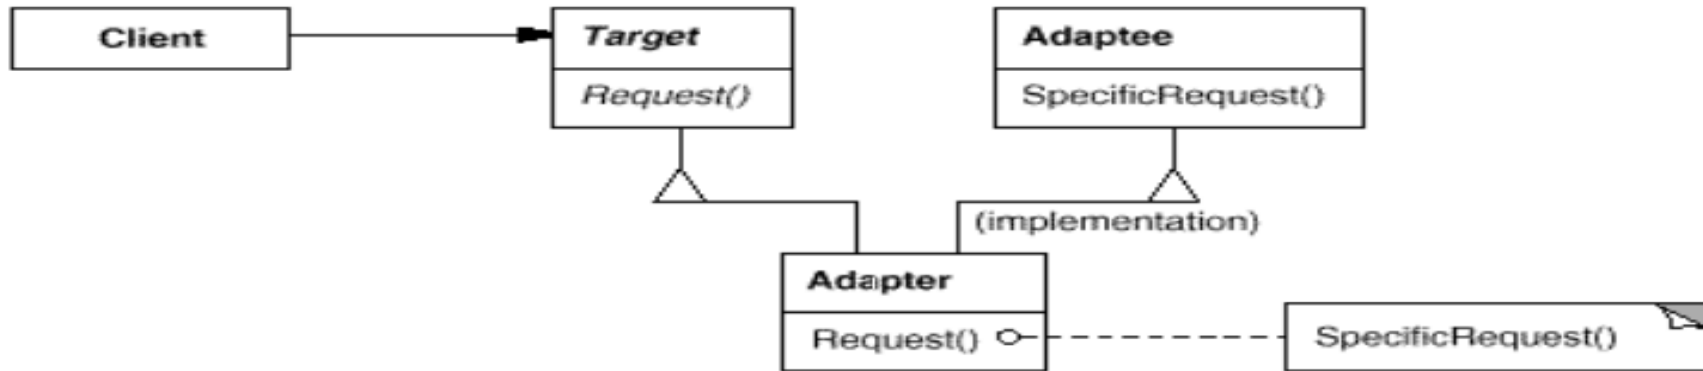 Client
Target
Request()
Adaptee
SpecificRequest()
(implementation)
Adapter
Request()
SpecificRequest()